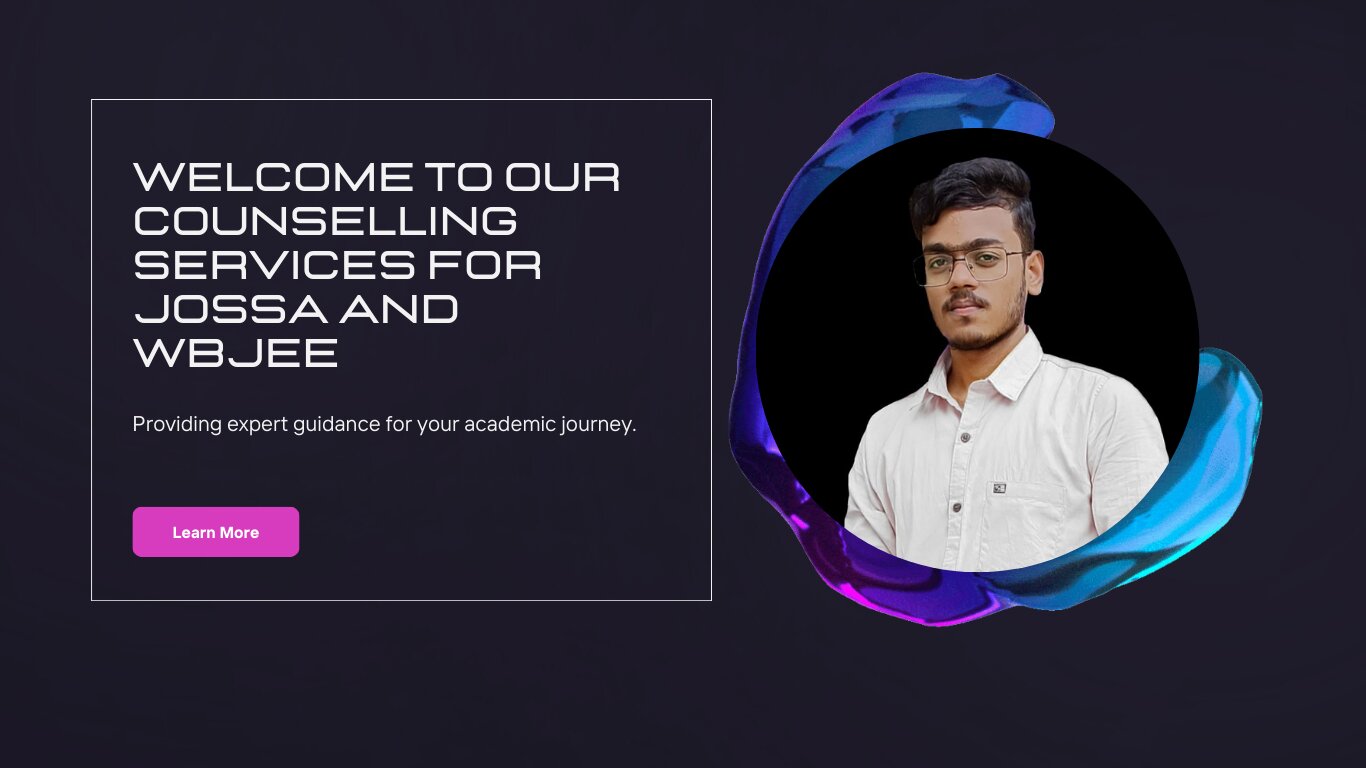 WELCOME TO OUR
COUNSELLING
SERVICES FOR
JOSSA AND
WBJEE
Providing expert guidance for your academic journey.
Learn More